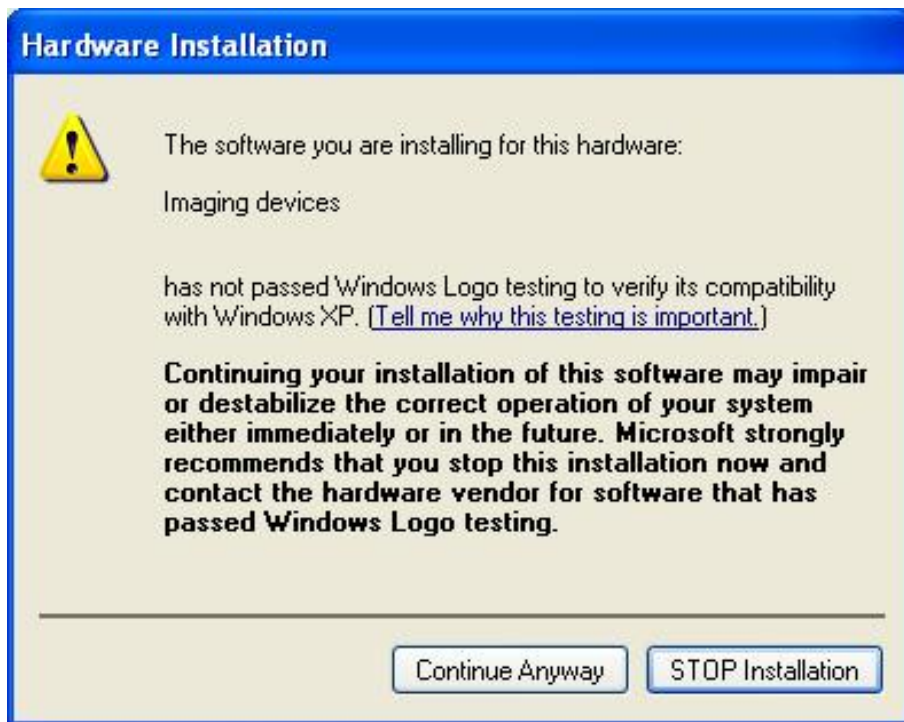 Hardware Installation
The software you are installing for this hardware:
Imaging devices
has not passed Windows Logo testing to verify its compatibility
with Windows XP. (Tell me why this testing is important.)
Continuing your installation of this software may impair
or destabilize the correct operation of your system
either immediately or in the future. Microsoft strongly
recommends that you stop this installation now and
contact the hardware vendor for software that has
passed Windows Logo testing.
Continue Anyway
STOP Installation